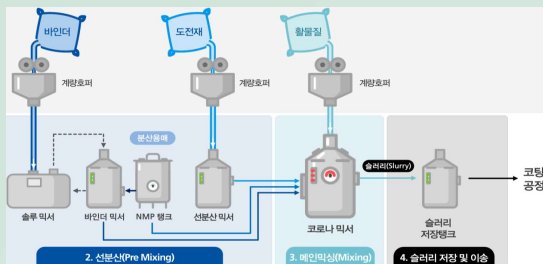 바인더
도전재
활물질
계량호퍼
계량호퍼
계량호퍼
분산용매
슬러리(Slurry)
코팅
공정
솔루 믹서
바인더 믹서
NMP 탱크
선분산 믹서
코로나 믹서
슬러리
저장탱크
2. 선분산(Pre Mixing)
3. 메인믹싱(Mixing)
4. 슬러리 저장 및 이송